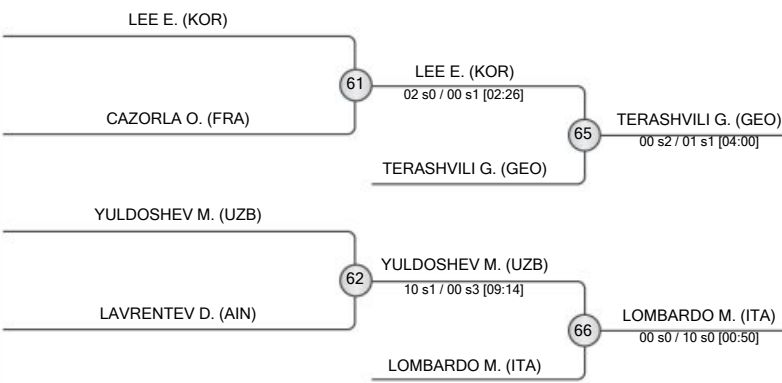 LEE E. (KOR)
61
LEE E. (KOR)
02 s0 / 00 s1 [02:26]
CAZORLA O. (FRA)
65
TERASHVILI G. (GEO)
00 s2 / 01 s1 [04:00]
TERASHVILI G. (GEO)
YULDOSHEV M. (UZB)
62
YULDOSHEV M. (UZB)
10 s1 / 00 s3 [09:14]
LAVRENTEV D. (AIN)
66
LOMBARDO M. (ITA)
00 s0 / 10 s0 [00:50]
LOMBARDO M. (ITA)